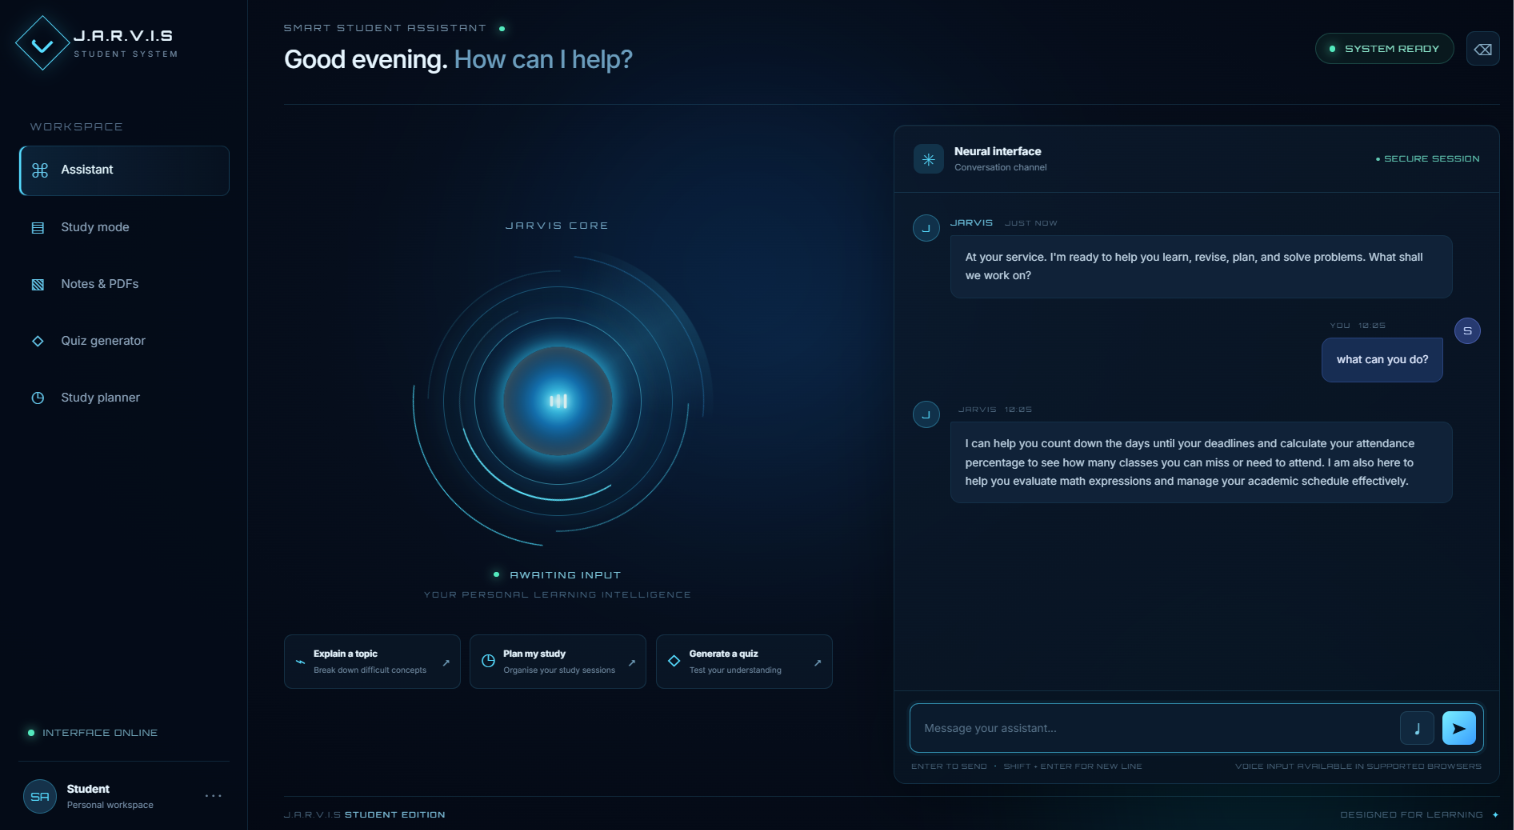 J.A.R.V.I.S
STUDENT SYSTEM
WORKSPACE
Assistant
Study mode
Notes & PDFs
Quiz generator
Study planner
INTERFACE ONLINE
SA
Student
Personal workspace
SMART STUDENT ASSISTANT
Good evening. How can I help?
SYSTEM READY
JARVIS CORE
AWAITING INPUT
YOUR PERSONAL LEARNING INTELLIGENCE
Explain a topic
Break down difficult concepts
Plan my study
Organise your study sessions
Generate a quiz
Test your understanding
Neural interface
Conversation channel
• SECURE SESSION
J
JARVIS JUST NOW
At your service. I'm ready to help you learn, revise, plan, and solve problems. What shall
we work on?
YOU 10:05
S
what can you do?
J
JARVIS 10:05
I can help you count down the days until your deadlines and calculate your attendance
percentage to see how many classes you can miss or need to attend. I am also here to
help you evaluate math expressions and manage your academic schedule effectively.
Message your assistant...
ENTER TO SEND · SHIFT + ENTER FOR NEW LINE
VOICE INPUT AVAILABLE IN SUPPORTED BROWSERS
J.A.R.V.I.S STUDENT EDITION
DESIGNED FOR LEARNING